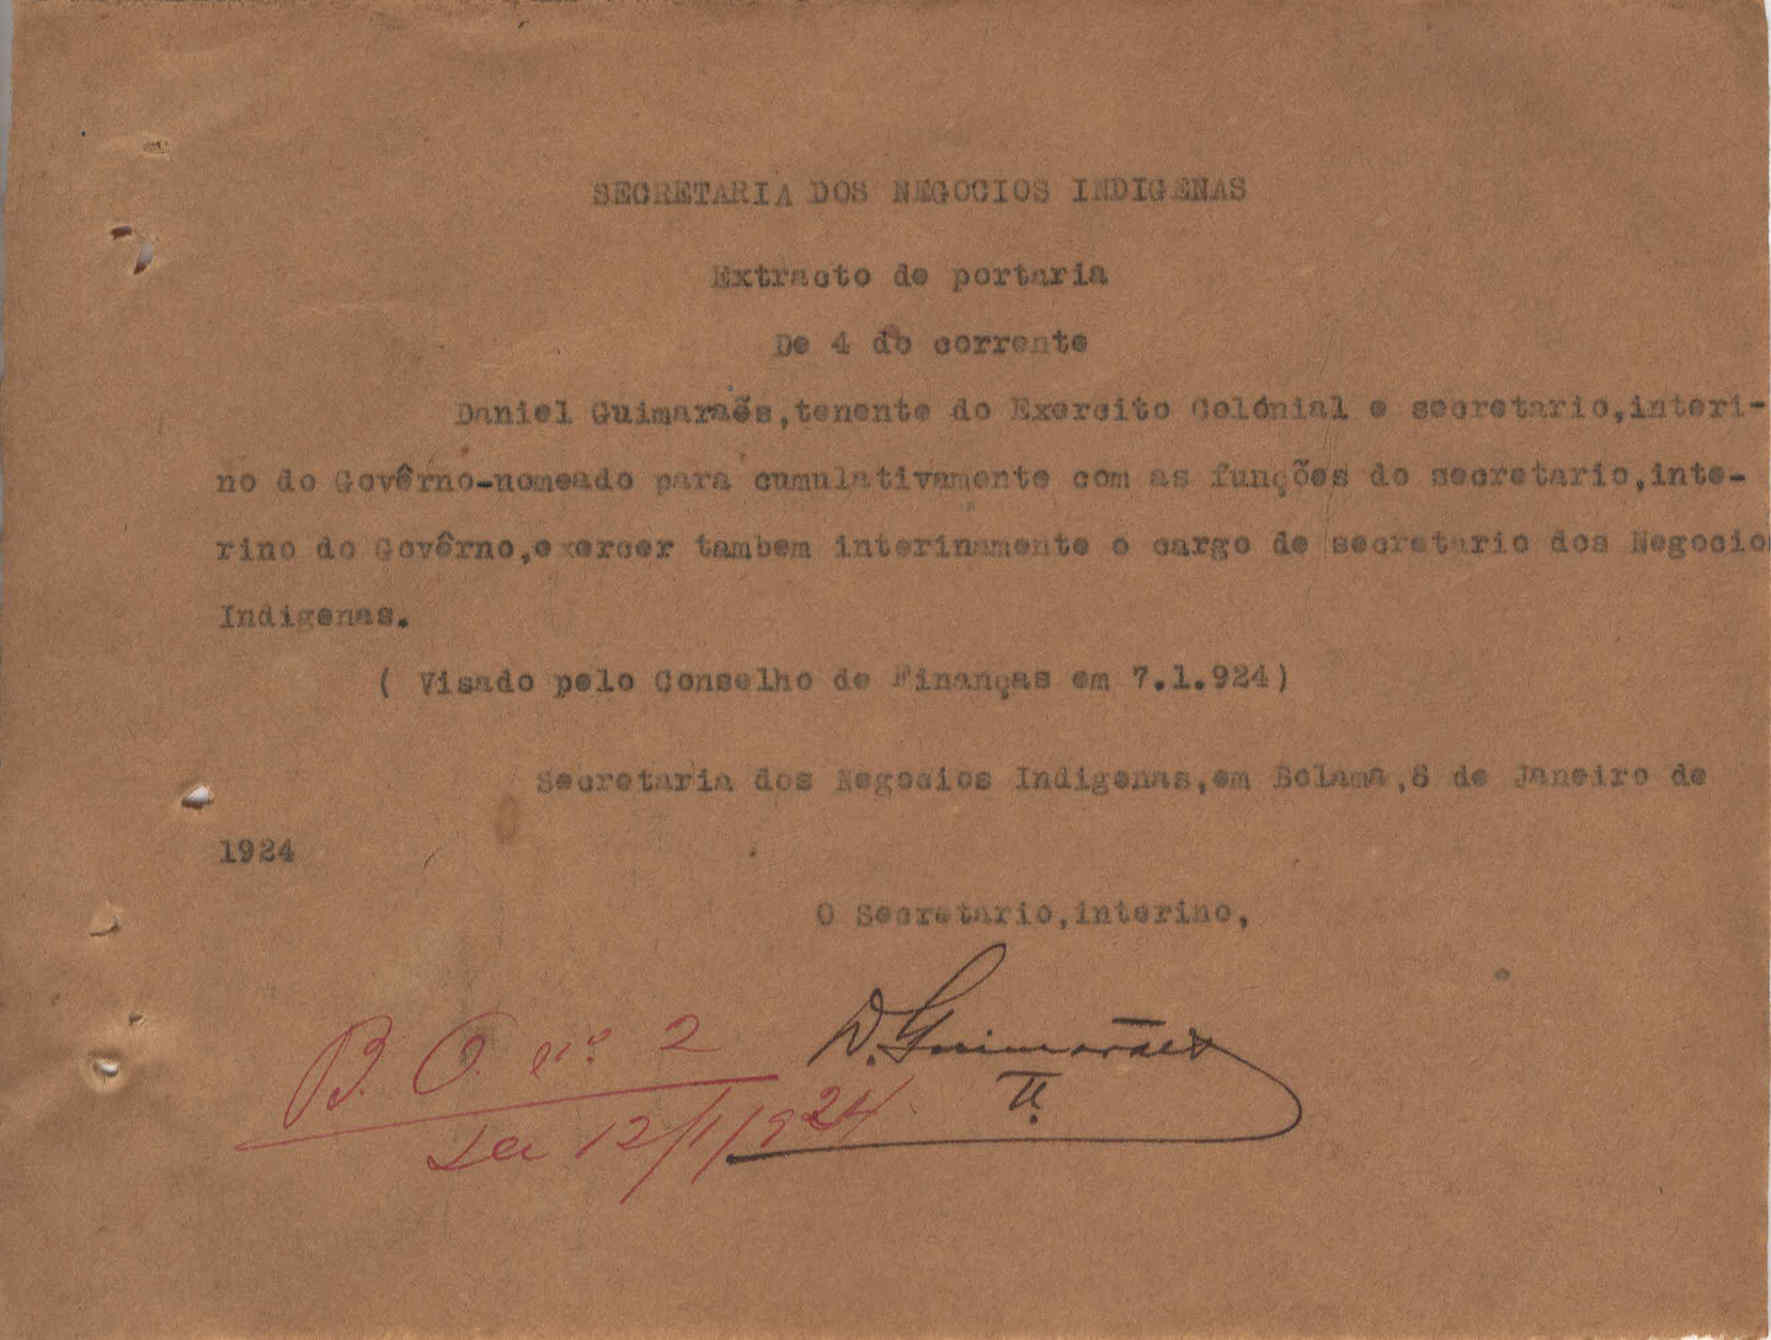 SECRETARIA DOS NEGOCIOS INDIGENAS
Extracto de portaria
De 4 do corrente
Daniel Guimaraẽs,tenente do Exercito Colónial e secretario,interi-
no do Govêrno-nomeado para cumulativamente com as funções do secretario,inte-
rino do Govêrno,exercer tambem interinamente o cargo de secretario dos Negocio
Indigenas.
( Visado pelo Conselho de Finanças em 7.1.924)
Secretaria dos Negocios Indigenas,em Bolama,8 de Janeiro de
1924
O Secretario,interino,
D. Guimarães
B. O. nº 2
12/1/924